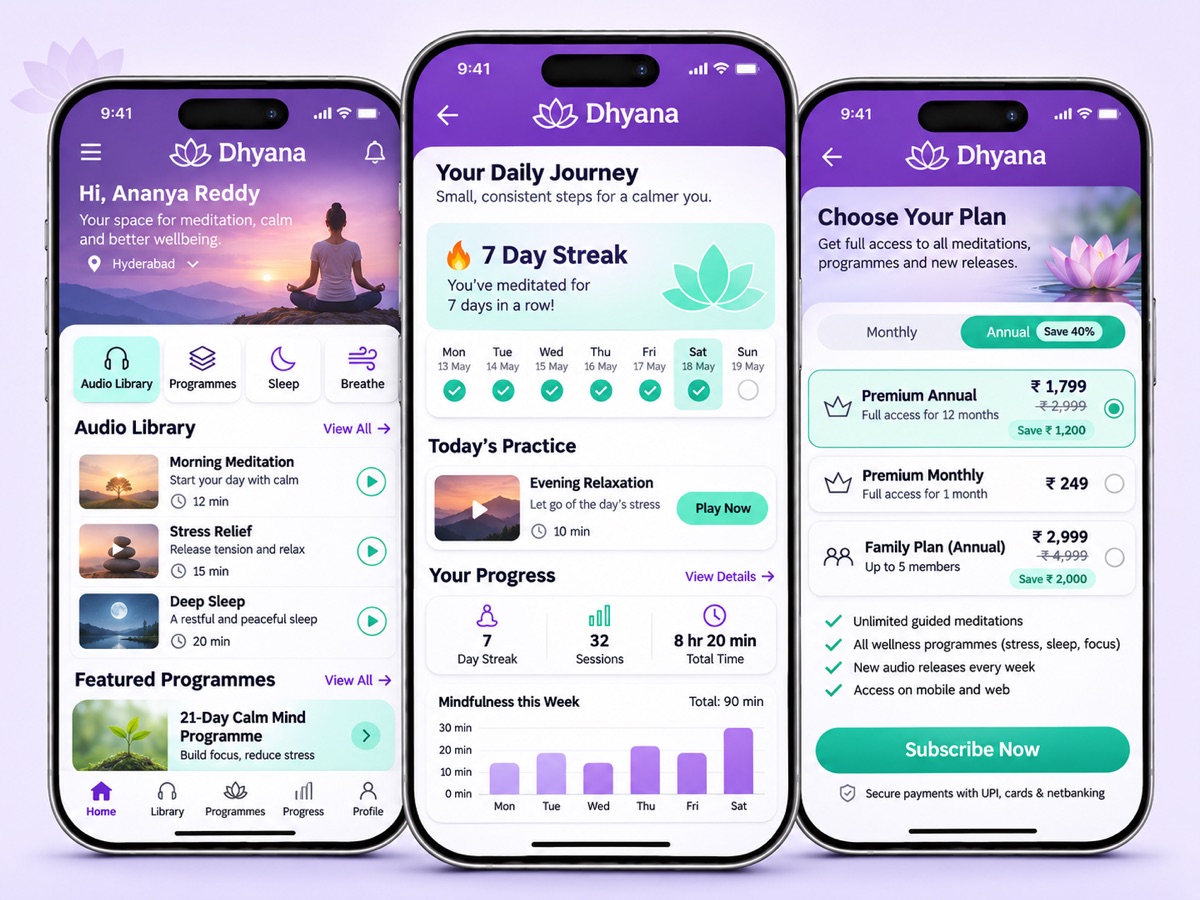 9:41
Dhyana
Hi, Ananya Reddy
Your space for meditation, calm
and better wellbeing.
Hyderabad
Audio Library
Programmes
Sleep
Breathe
Audio Library
View All →
Morning Meditation
Start your day with calm
12 min
Stress Relief
Release tension and relax
15 min
Deep Sleep
A restful and peaceful sleep
20 min
Featured Programmes
View All →
21-Day Calm Mind
Programme
Build focus, reduce stress
Home
Library
Programmes
Progress
Profile
9:41
Dhyana
Your Daily Journey
Small, consistent steps for a calmer you.
7 Day Streak
You’ve meditated for
7 days in a row!
Mon Tue Wed Thu Fri Sat Sun
13 May 14 May 15 May 16 May 17 May 18 May 19 May
Today’s Practice
Evening Relaxation
Let go of the day’s stress
10 min
Play Now
Your Progress
View Details →
7
Day Streak
32
Sessions
8 hr 20 min
Total Time
Mindfulness this Week
Total: 90 min
30 min
20 min
10 min
0 min
Mon Tue Wed Thu Fri Sat
9:41
Dhyana
Choose Your Plan
Get full access to all meditations,
programmes and new releases.
Monthly
Annual Save 40%
Premium Annual
Full access for 12 months
₹ 1,799
₹ 2,999
Save ₹ 1,200
Premium Monthly
Full access for 1 month
₹ 249
Family Plan (Annual)
Up to 5 members
₹ 2,999
₹ 4,999
Save ₹ 2,000
Unlimited guided meditations
All wellness programmes (stress, sleep, focus)
New audio releases every week
Access on mobile and web
Subscribe Now
Secure payments with UPI, cards & netbanking